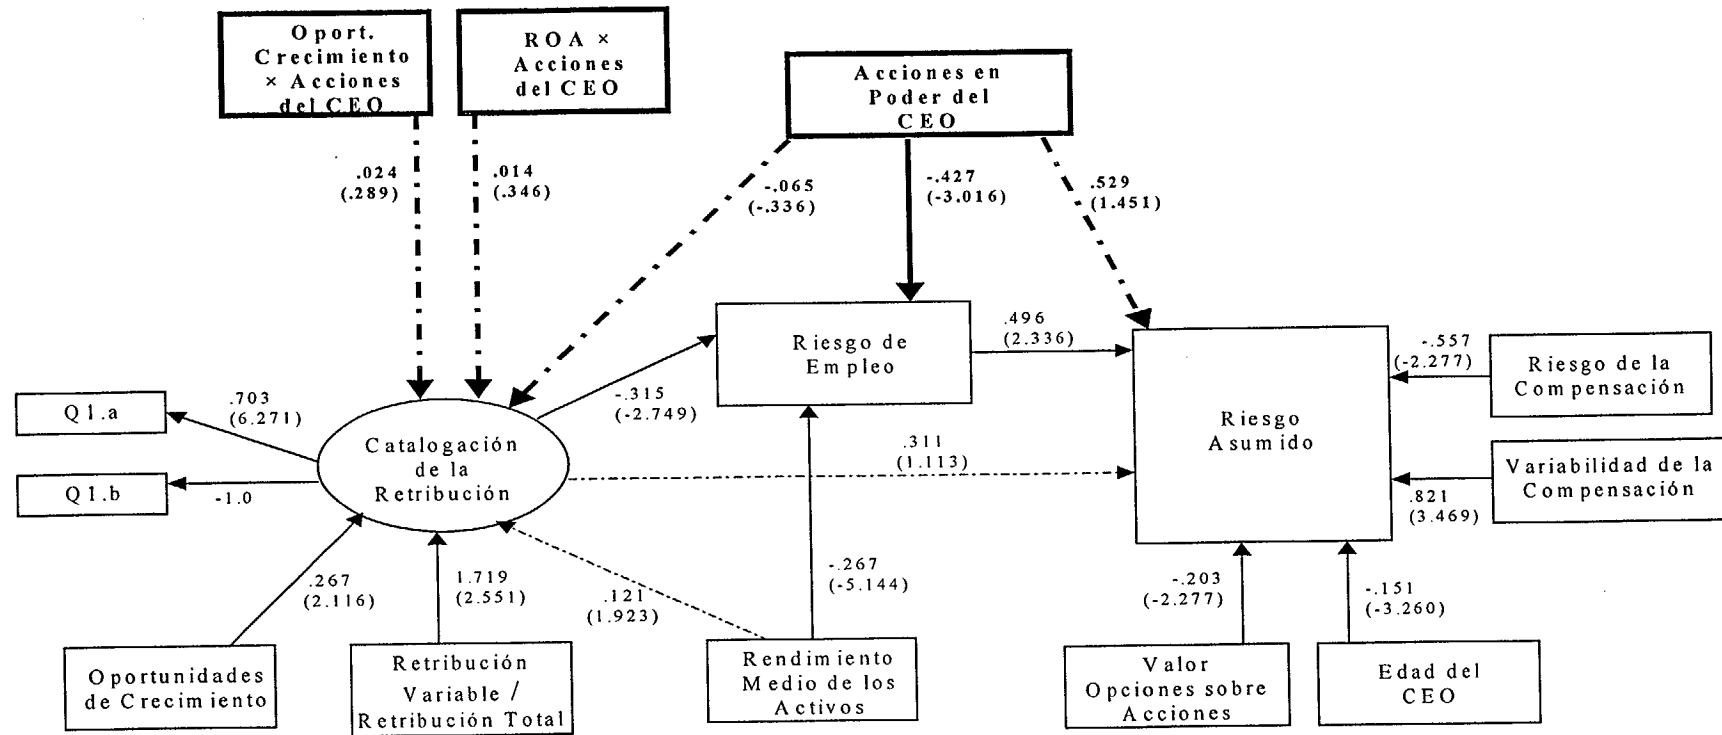 Oport.
Crecimiento
× Acciones
del CEO
ROA ×
Acciones
del CEO
Acciones en
Poder del
CEO
.024
(.289)
.014
(.346)
-.065
(-.336)
-.427
(-3.016)
.529
(1.451)
Riesgo de
Empleo
.496
(2.336)
-.557
(-2.277)
Riesgo de la
Compensación
Q1.a
.703
(6.271)
-.315
(-2.749)
Riesgo
Asumido
Catalogación
de la
Retribución
.311
(1.113)
Variabilidad de la
Compensación
Q1.b
-1.0
.821
(3.469)
.267
(2.116)
1.719
(2.551)
.121
(1.923)
-.267
(-5.144)
-.203
(-2.277)
-.151
(-3.260)
Oportunidades
de Crecimiento
Retribución
Variable /
Retribución Total
Rendimiento
Medio de los
Activos
Valor
Opciones sobre
Acciones
Edad del
CEO